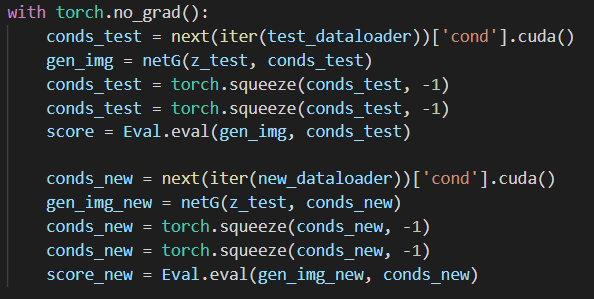 with torch.no_grad():
    conds_test = next(iter(test_dataloader))['cond'].cuda()
    gen_img = netG(z_test, conds_test)
    conds_test = torch.squeeze(conds_test, -1)
    conds_test = torch.squeeze(conds_test, -1)
    score = Eval.eval(gen_img, conds_test)

    conds_new = next(iter(new_dataloader))['cond'].cuda()
    gen_img_new = netG(z_test, conds_new)
    conds_new = torch.squeeze(conds_new, -1)
    conds_new = torch.squeeze(conds_new, -1)
    score_new = Eval.eval(gen_img_new, conds_new)